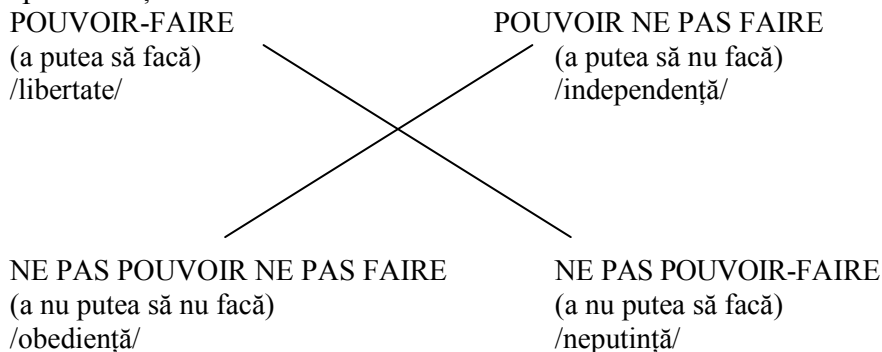 POUVOIR-FAIRE POUVOIR NE PAS FAIRE
(a putea să facă) (a putea să nu facă)
/libertate/ /independență/
NE PAS POUVOIR NE PAS FAIRE NE PAS POUVOIR-FAIRE
(a nu putea să nu facă) (a nu putea să facă)
/obediență/ /neputință/